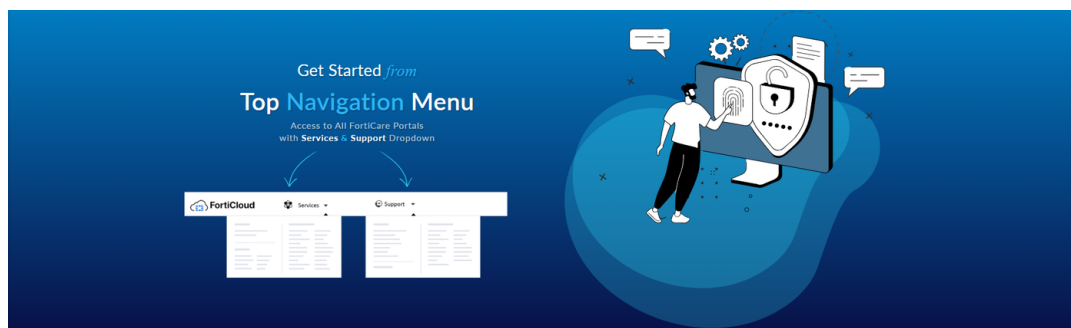 Get Started from
Top Navigation Menu
Access to All FortiCare Portals
with Services & Support Dropdown
FortiCloud Services Support